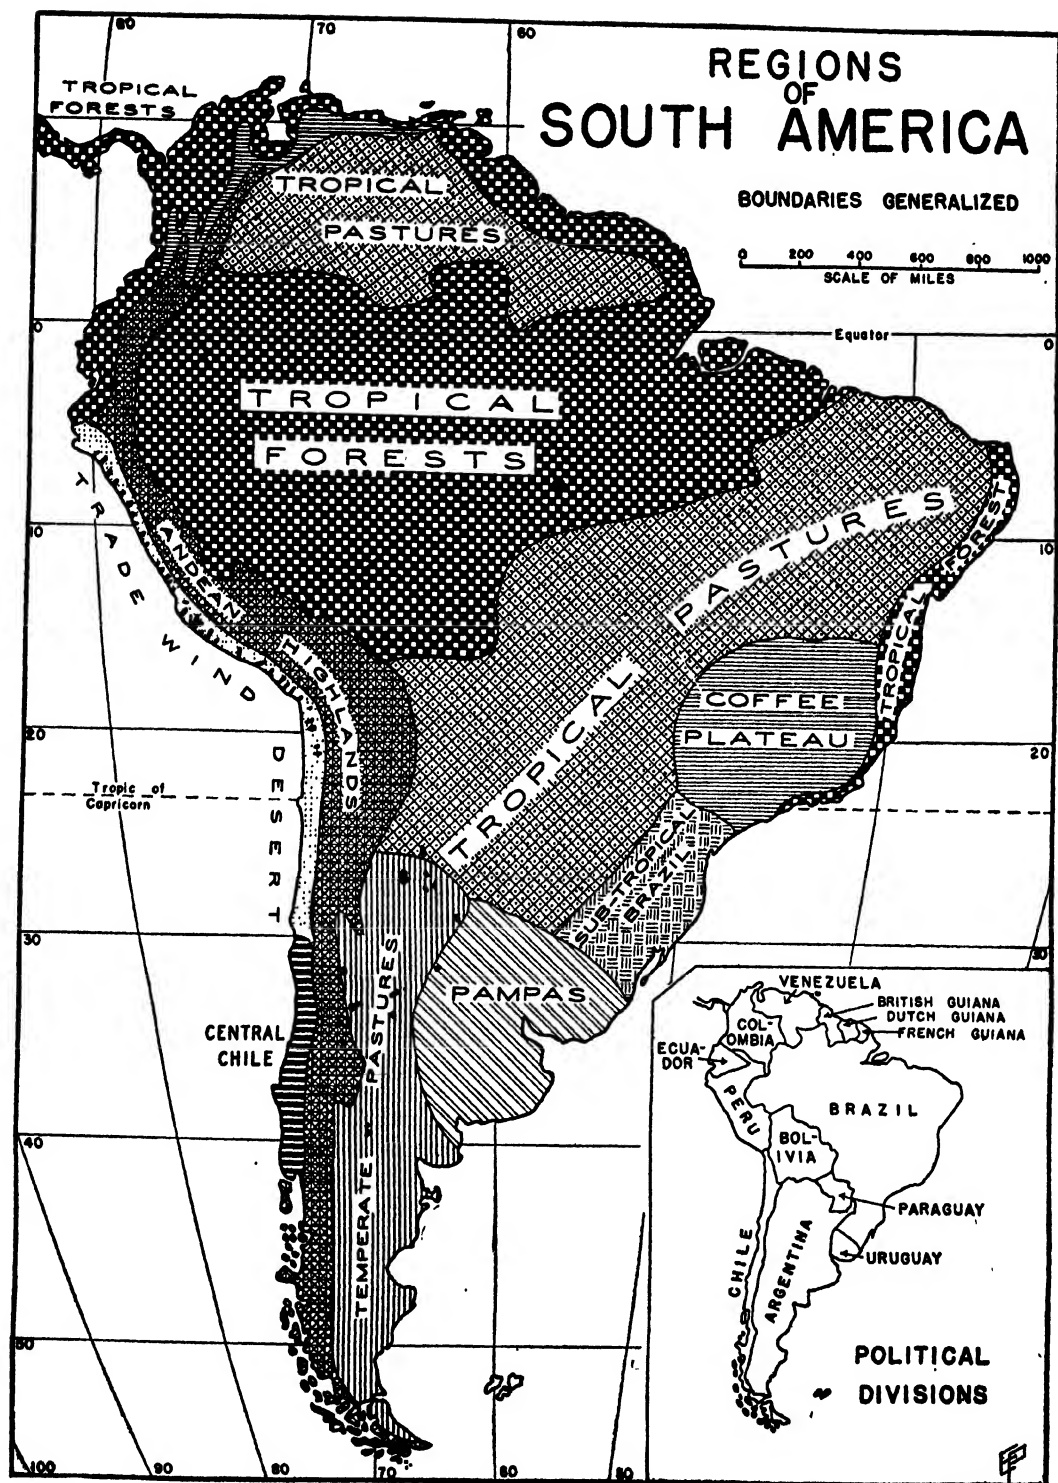 80
70
60
REGIONS
OF
SOUTH AMERICA
BOUNDARIES GENERALIZED
0 200 400 600 800 1000
SCALE OF MILES
TROPICAL
FORESTS
TROPICAL
PASTURES
0
Equator
0
TROPICAL
FORESTS
TRADE WIND DESERT
ANDEAN HIGHLANDS
10
10
TROPICAL PASTURES
TROPICAL FOREST
COFFEE
PLATEAU
20
20
Tropic of
Capricorn
SUB-TROPICAL
BRAZIL
30
30
TEMPERATE PASTURES
PAMPAS
CENTRAL
CHILE
40
50
100
90
80
70
60
50
VENEZUELA
BRITISH GUIANA
DUTCH GUIANA
FRENCH GUIANA
COL-
OMBIA
ECUA-
DOR
PERU
BRAZIL
BOL-
IVIA
PARAGUAY
URUGUAY
CHILE
ARGENTINA
POLITICAL
DIVISIONS